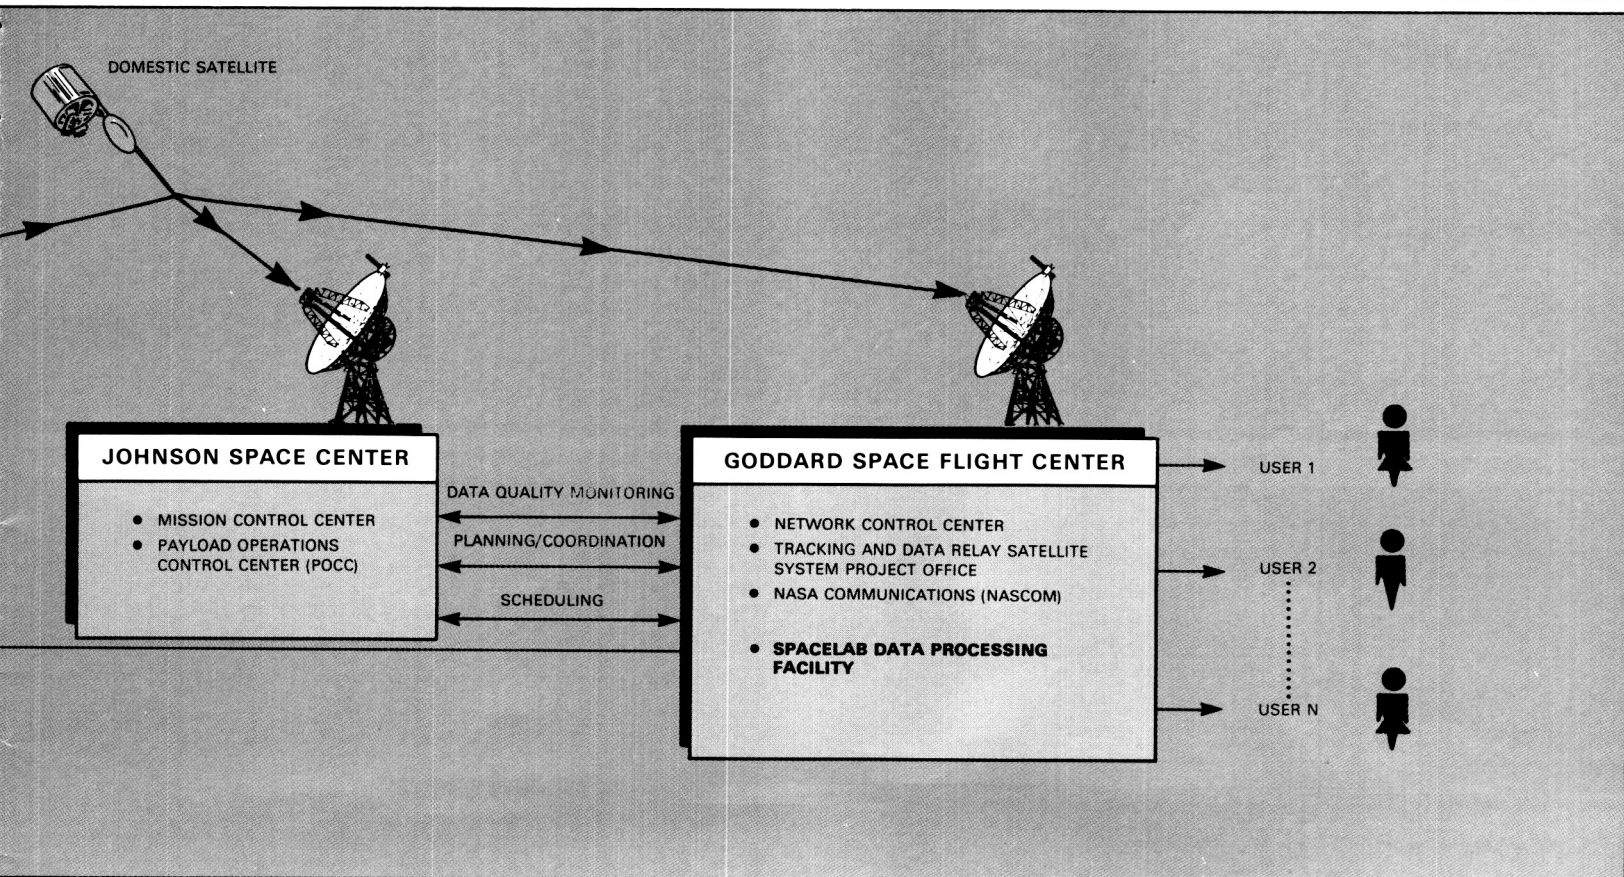 DOMESTIC SATELLITE
JOHNSON SPACE CENTER
● MISSION CONTROL CENTER
● PAYLOAD OPERATIONS
CONTROL CENTER (POCC)
DATA QUALITY MONITORING
PLANNING/COORDINATION
SCHEDULING
GODDARD SPACE FLIGHT CENTER
● NETWORK CONTROL CENTER
● TRACKING AND DATA RELAY SATELLITE
SYSTEM PROJECT OFFICE
● NASA COMMUNICATIONS (NASCOM)
● SPACELAB DATA PROCESSING
FACILITY
USER 1
USER 2
USER N